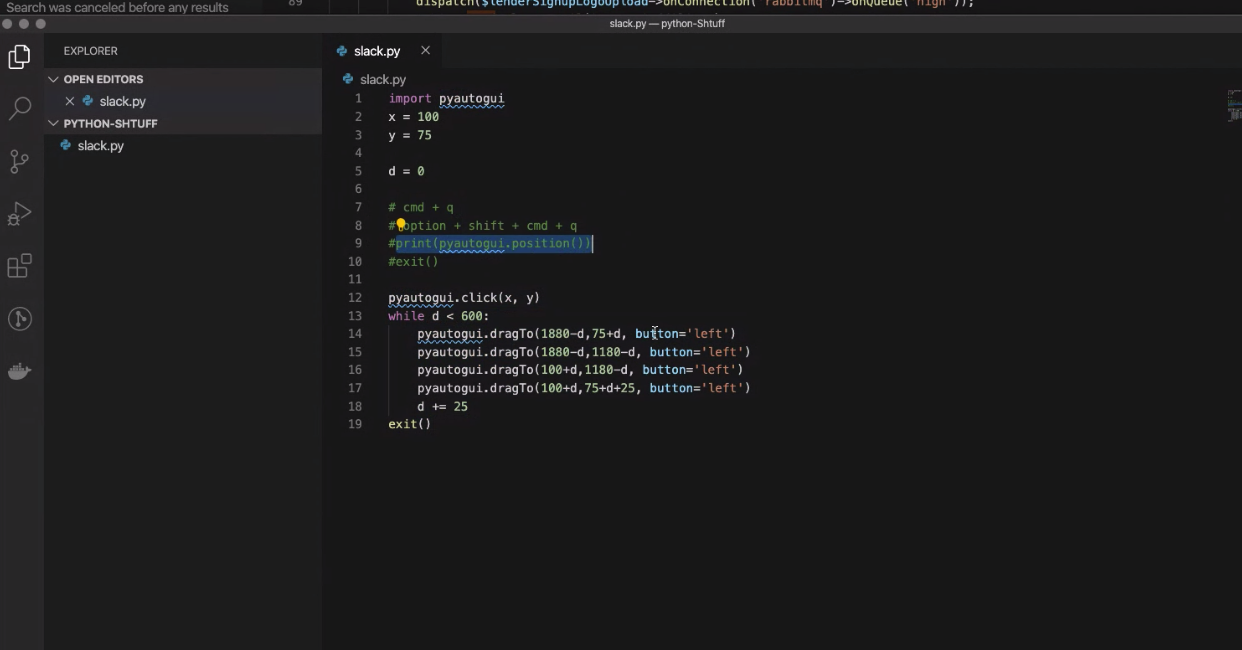 Search was canceled before any results
89 dispatch($lenderSignupLogoUpload->onConnection('rabbitmq')->onQueue('high'));
slack.py — python-Shtuff
EXPLORER
OPEN EDITORS
slack.py
PYTHON-SHTUFF
slack.py
slack.py
slack.py
1 import pyautogui
2 x = 100
3 y = 75
4
5 d = 0
6
7 # cmd + q
8 # option + shift + cmd + q
9 #print(pyautogui.position())
10 #exit()
11
12 pyautogui.click(x, y)
13 while d < 600:
14 pyautogui.dragTo(1880-d,75+d, button='left')
15 pyautogui.dragTo(1880-d,1180-d, button='left')
16 pyautogui.dragTo(100+d,1180-d, button='left')
17 pyautogui.dragTo(100+d,75+d+25, button='left')
18 d += 25
19 exit()